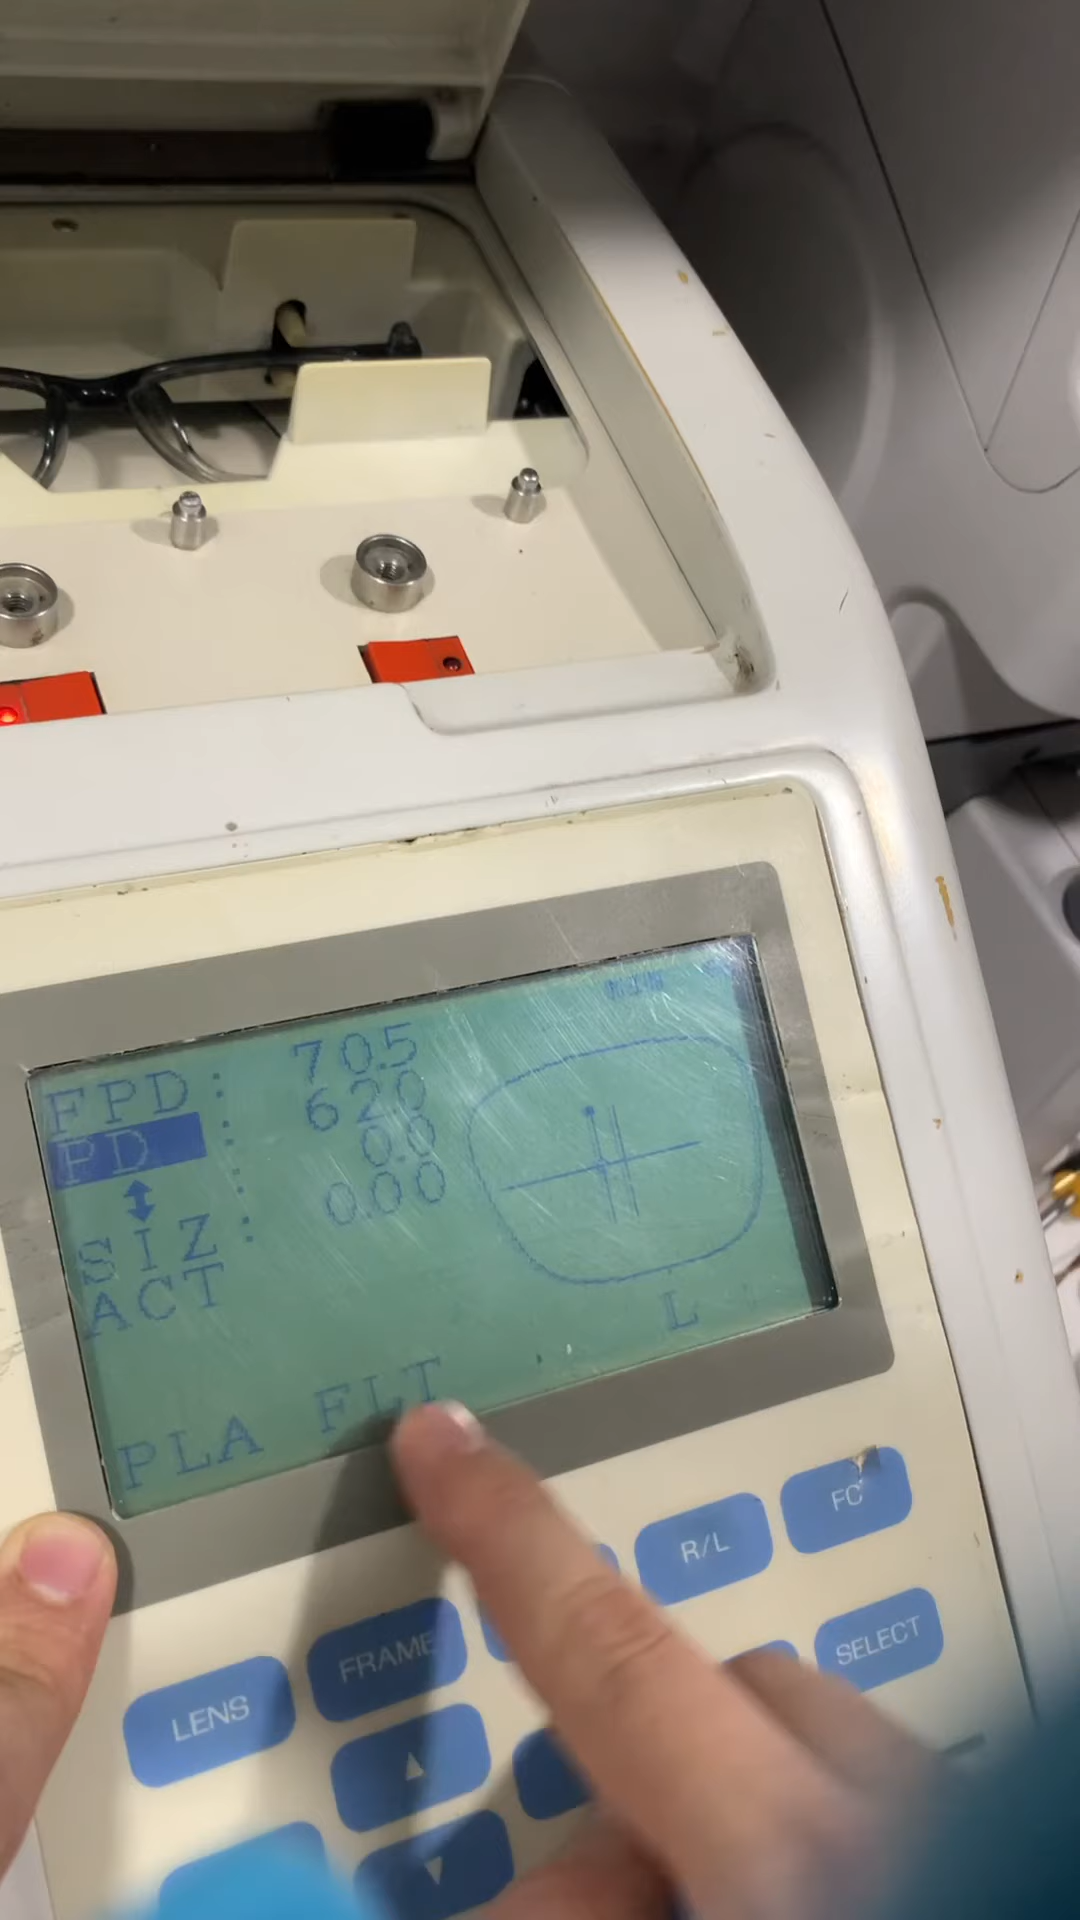 FPD : 70.5
PD : 62.0
↕ : 0.0
SIZ : 0.00
ACT
L
PLA FLT
R/L FC
LENS FRAME SELECT
▲
▼